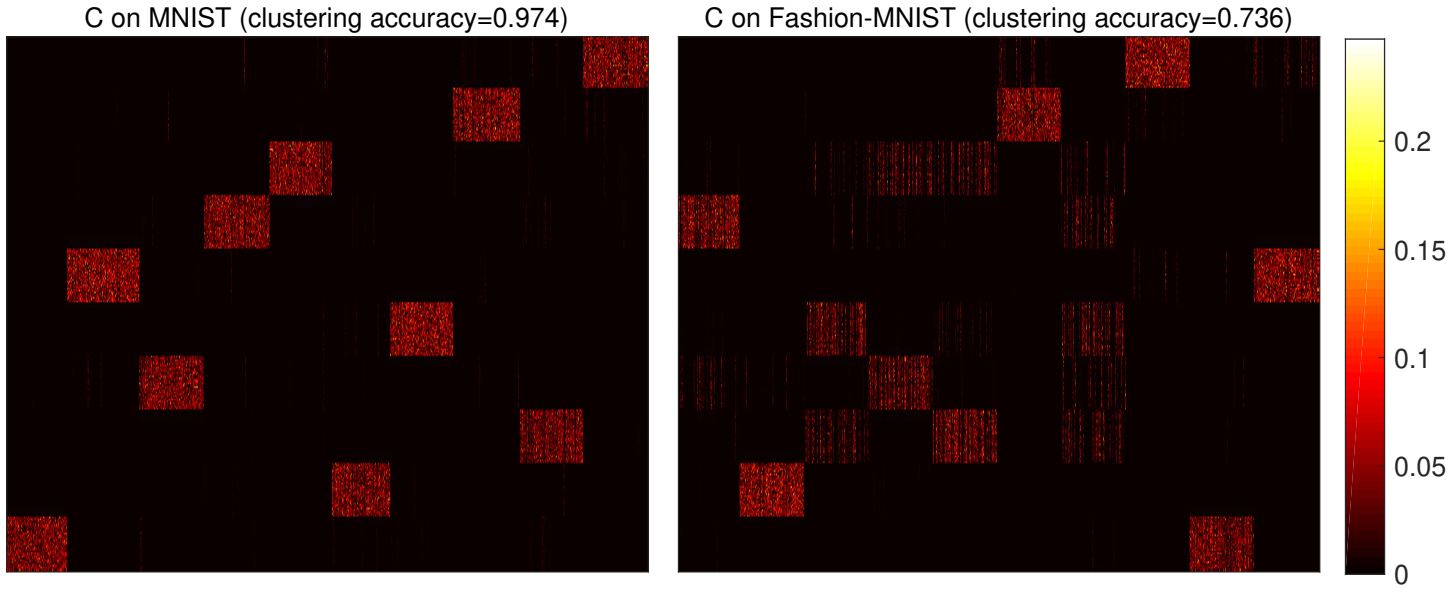 C on MNIST (clustering accuracy=0.974)
C on Fashion-MNIST (clustering accuracy=0.736)
0.2
0.15
0.1
0.05
0